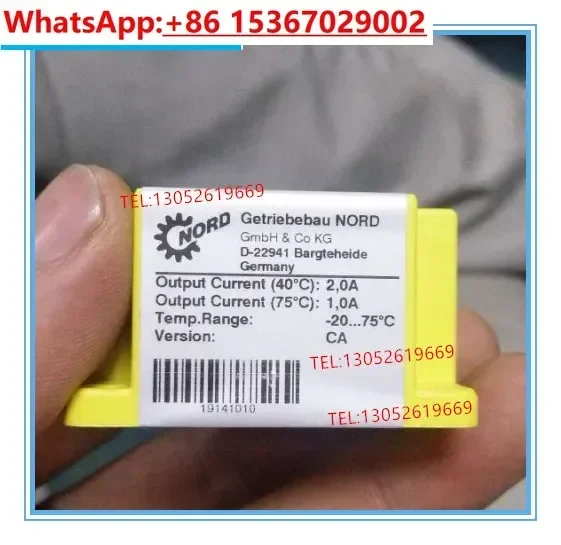 WhatsApp:+86 15367029002
TEL:13052619669
NORD
Getriebebau NORD
GmbH & Co KG
D-22941 Bargteheide
Germany
Output Current (40°C): 2,0A
Output Current (75°C): 1,0A
Temp.Range: -20...75°C
Version: CA
TEL:13052619669
19141010
TEL:13052619669